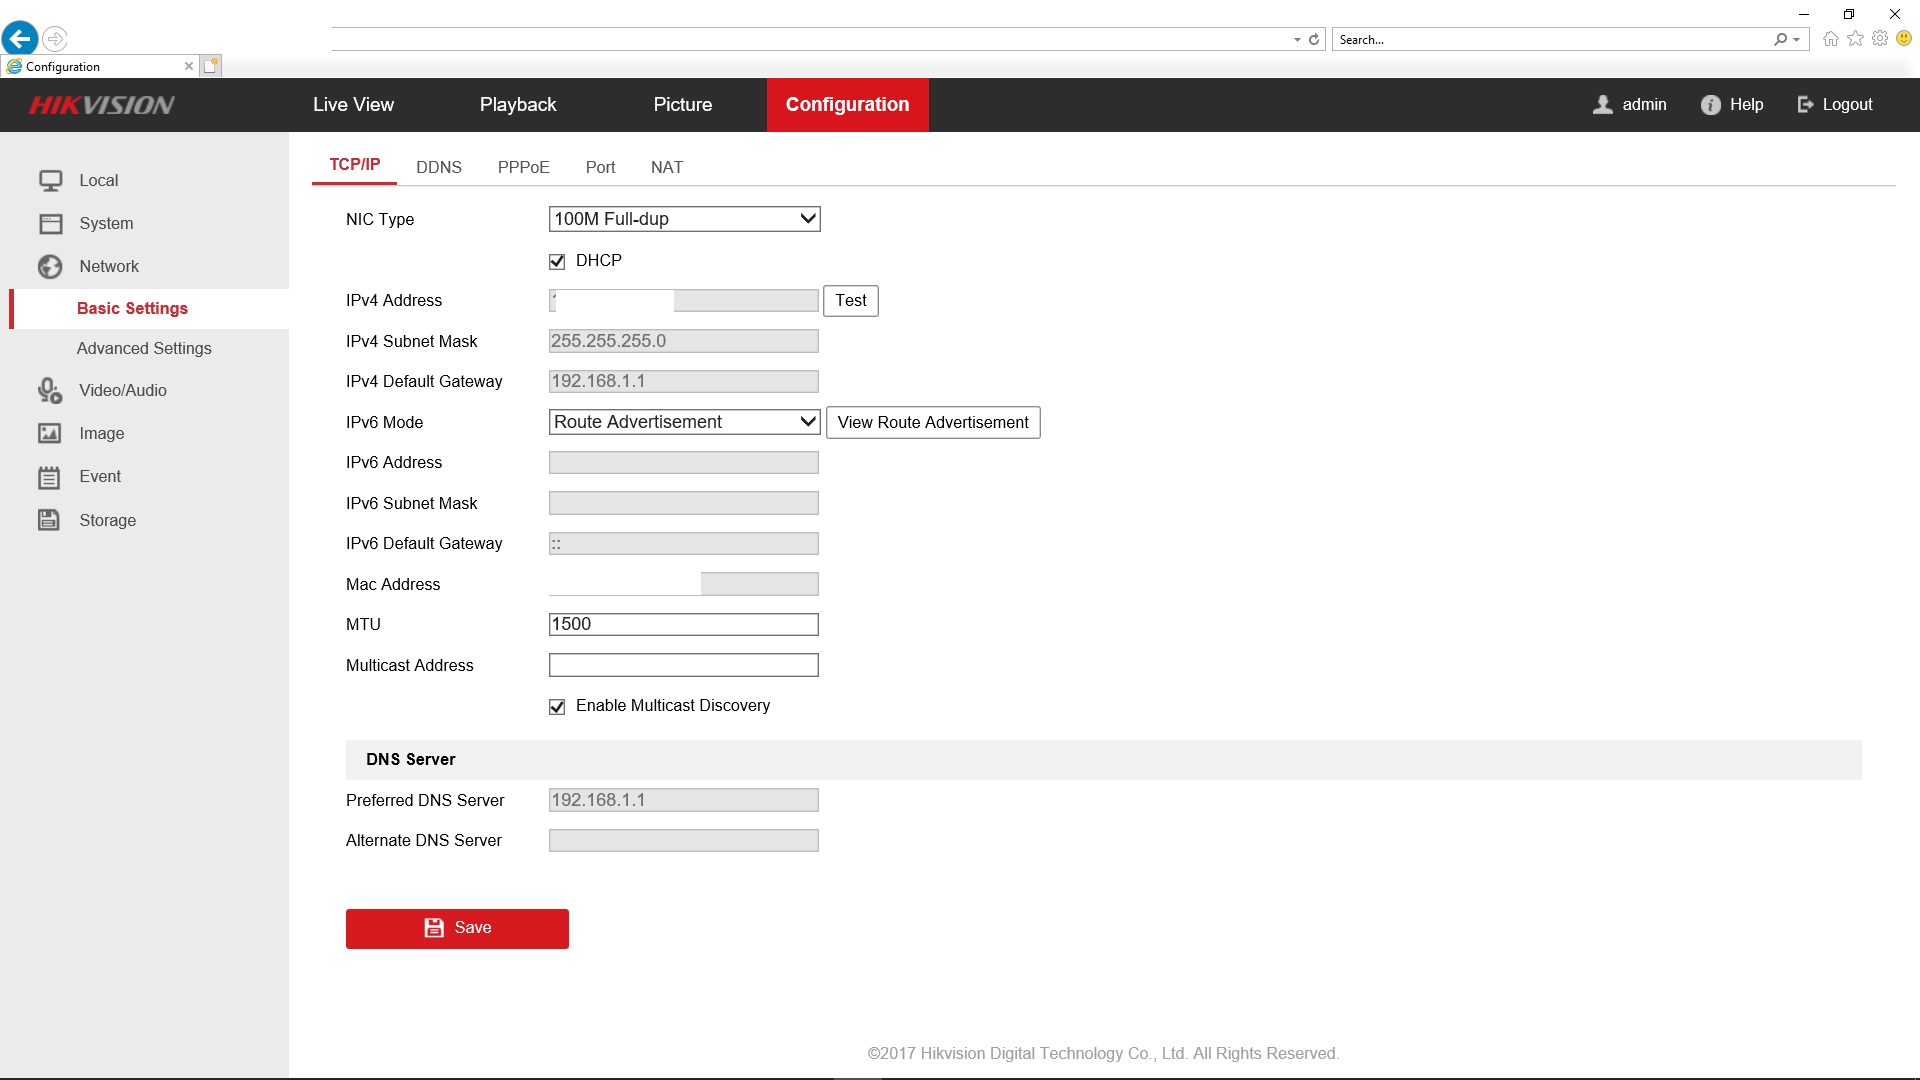 Search...
Configuration
HIKVISION
Live View
Playback
Picture
Configuration
admin
Help
Logout
Local
System
Network
Basic Settings
Advanced Settings
Video/Audio
Image
Event
Storage
TCP/IP
DDNS
PPPoE
Port
NAT
NIC Type
100M Full-dup
DHCP
IPv4 Address
Test
IPv4 Subnet Mask
255.255.255.0
IPv4 Default Gateway
192.168.1.1
IPv6 Mode
Route Advertisement
View Route Advertisement
IPv6 Address
IPv6 Subnet Mask
IPv6 Default Gateway
::
Mac Address
MTU
1500
Multicast Address
Enable Multicast Discovery
DNS Server
Preferred DNS Server
192.168.1.1
Alternate DNS Server
Save
©2017 Hikvision Digital Technology Co., Ltd. All Rights Reserved.